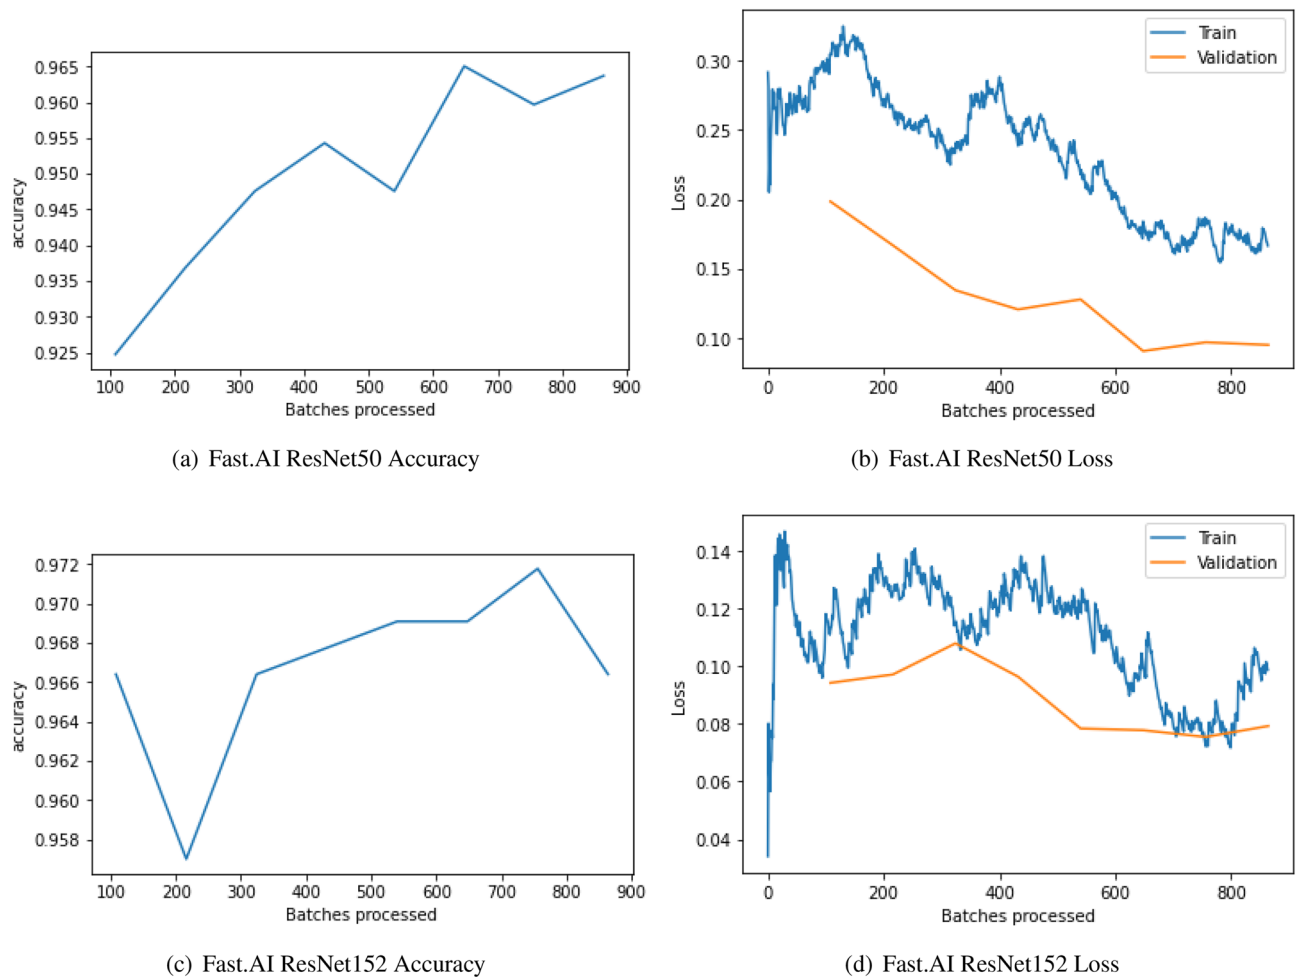 0.965
0.960
0.955
0.950
0.945
0.940
0.935
0.930
0.925
accuracy
100 200 300 400 500 600 700 800 900
Batches processed
(a) Fast.AI ResNet50 Accuracy
Train
Validation
0.30
0.25
0.20
0.15
0.10
Loss
0 200 400 600 800
Batches processed
(b) Fast.AI ResNet50 Loss
0.972
0.970
0.968
0.966
0.964
0.962
0.960
0.958
accuracy
100 200 300 400 500 600 700 800 900
Batches processed
(c) Fast.AI ResNet152 Accuracy
Train
Validation
0.14
0.12
0.10
0.08
0.06
0.04
Loss
0 200 400 600 800
Batches processed
(d) Fast.AI ResNet152 Loss